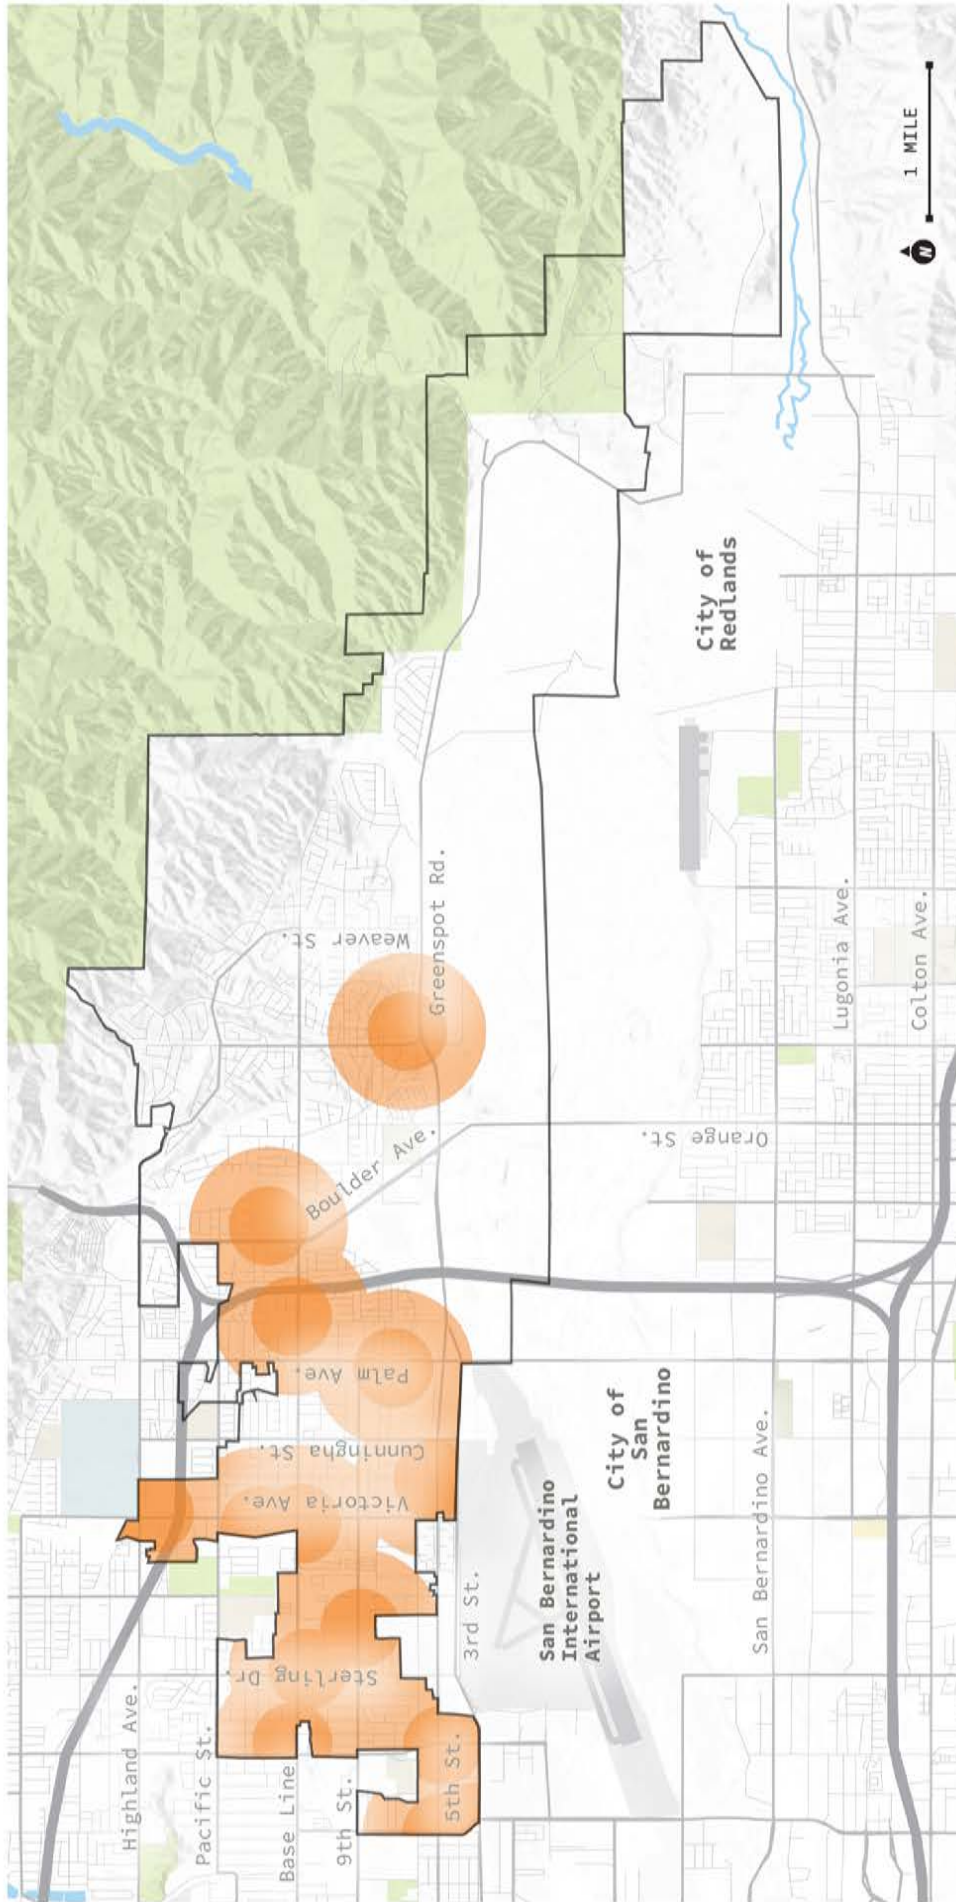 Highland Ave.
Pacific St.
Base Line
9th St.
5th St.
3rd St.
Sterling Dr.
Victoria Ave.
Cunningha St.
Palm Ave.
Boulder Ave.
Weaver St.
Greenspot Rd.
Orange St.
San Bernardino
International
Airport
City of
San
Bernardino
San Bernardino Ave.
City of
Redlands
Lugonia Ave.
Colton Ave.
N
1 MILE